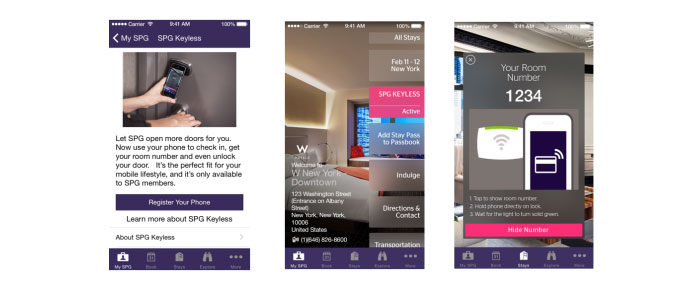 Carrier 9:41 AM 100%
My SPG SPG Keyless
Let SPG open more doors for you.
Now use your phone to check in, get
your room number and even unlock
your door. It's the perfect fit for your
mobile lifestyle, and it's only available
to SPG members.
Register Your Phone
Learn more about SPG Keyless
About SPG Keyless
My SPG Book Stays Explore More
Carrier 9:41 AM 100%
All Stays
Feb 11 - 12
New York
SPG KEYLESS
Active
Add Stay Pass
to Passbook
Indulge
Directions &
Contact
Transportation
W
Welcome to
W New York
Downtown
123 Washington Street
(Entrance on Albany
Street)
New York, New York,
10006
United States
1(646) 826-8600
My SPG Book Stays Explore More
Carrier 9:41 AM 100%
Your Room
Number
1234
1. Tap to show room number.
2. Hold phone directly on lock.
3. Wait for the light to turn solid green.
Hide Number
My SPG Book Stays Explore More